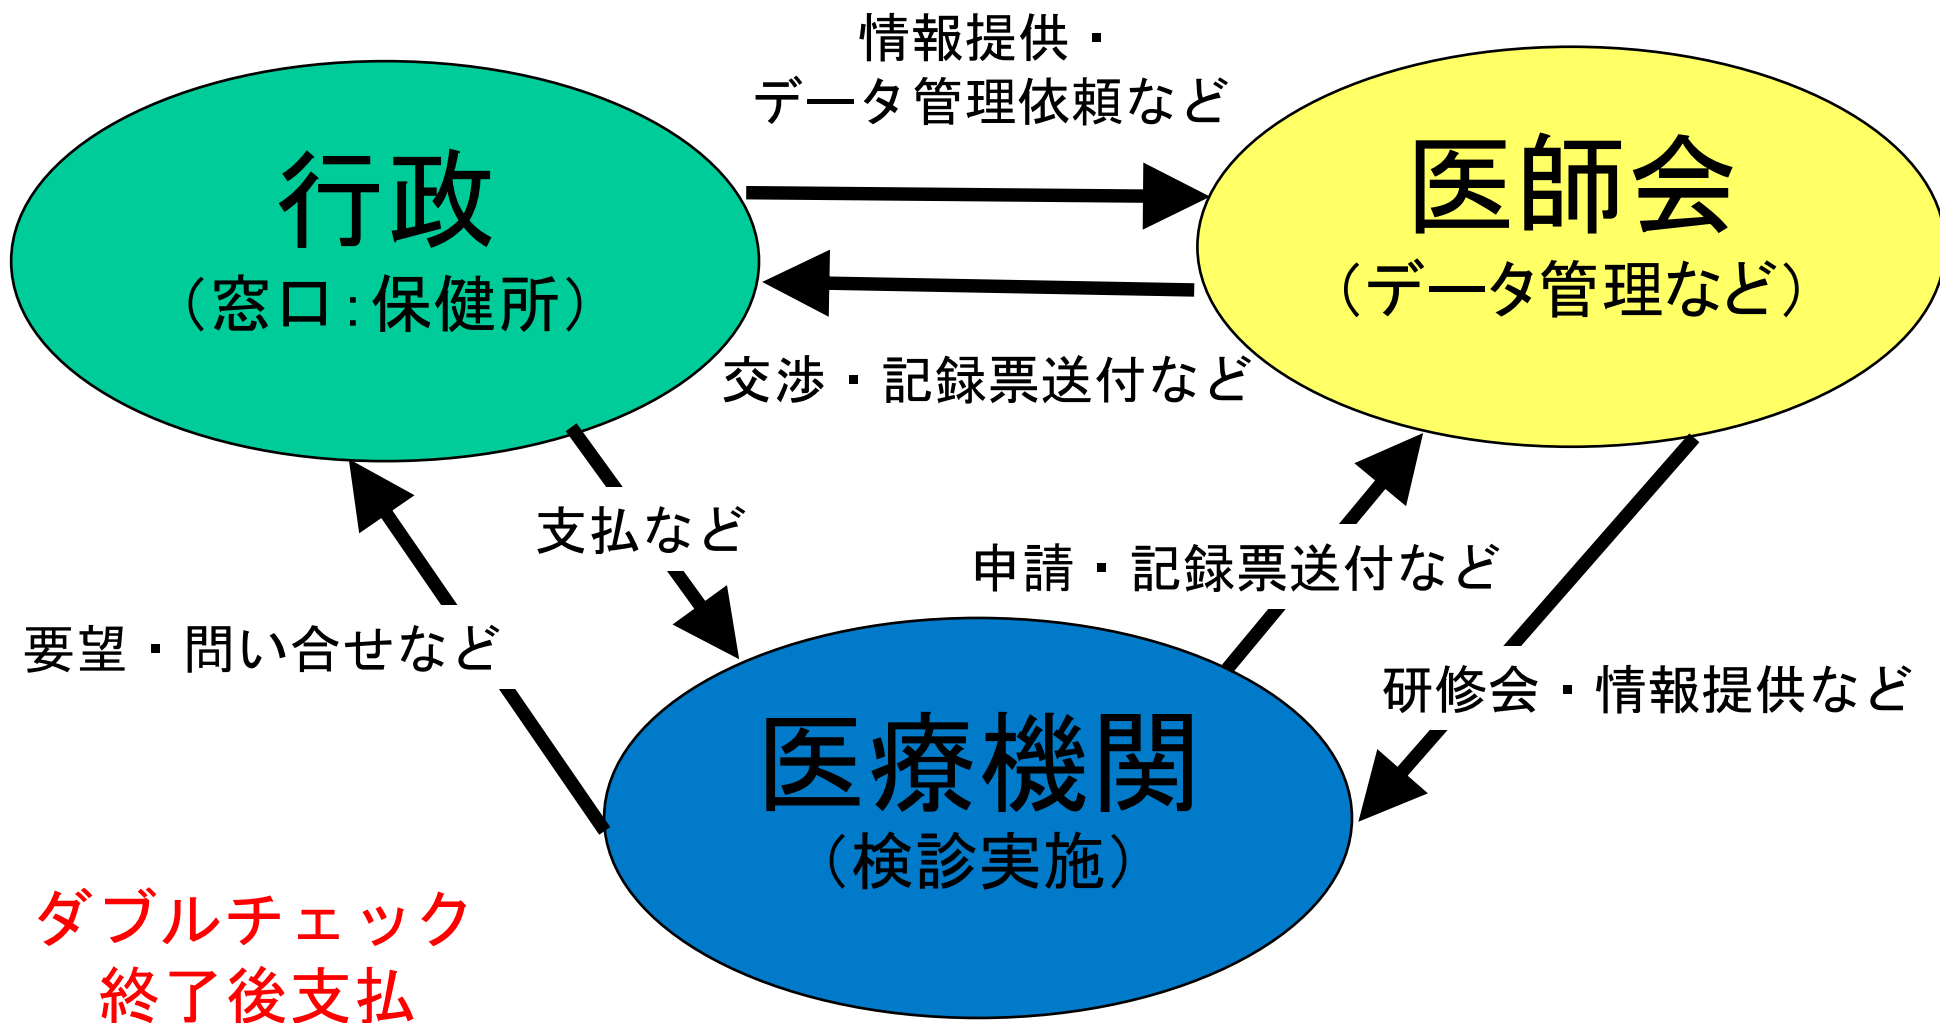 情報提供・
データ管理依頼など
行政
（窓口：保健所）
医師会
（データ管理など）
交渉・記録票送付など
支払など
申請・記録票送付など
要望・問い合せなど
研修会・情報提供など
医療機関
（検診実施）
ダブルチェック
終了後支払